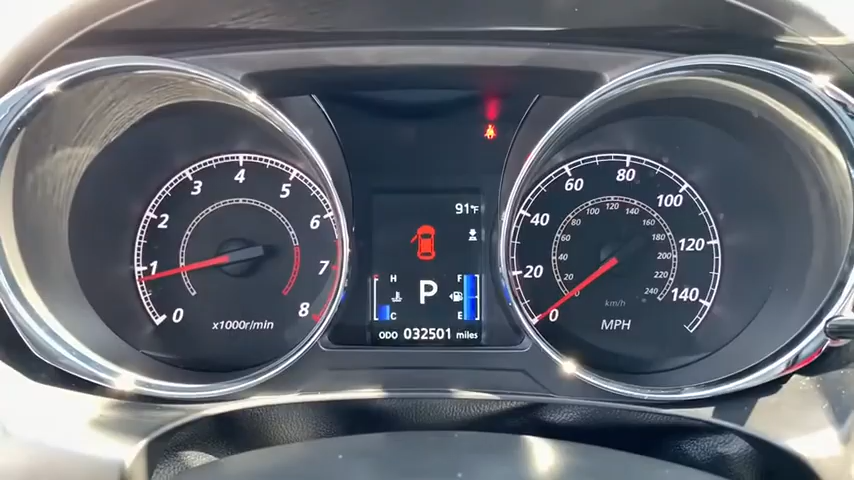 0 1 2 3 4 5 6 7 8
x1000r/min
91°F
H
C
P
F
E
ODO 032501 miles
0 20 40 60 80 100 120 140
20 40 60 80 100 120 140 160 180 200 220 240
km/h
MPH